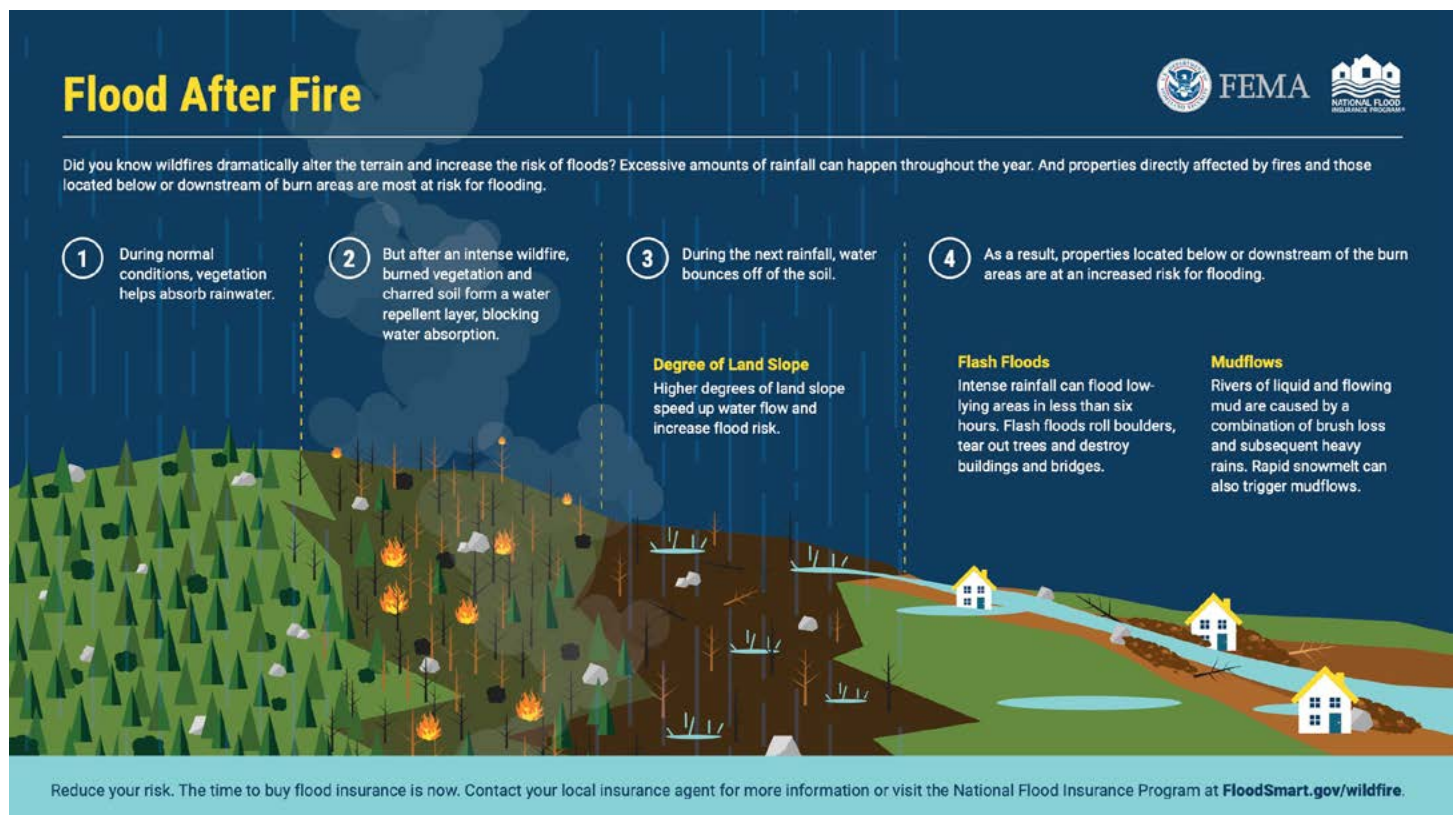 Flood After Fire
FEMA
NATIONAL FLOOD
INSURANCE PROGRAM®
Did you know wildfires dramatically alter the terrain and increase the risk of floods? Excessive amounts of rainfall can happen throughout the year. And properties directly affected by fires and those
located below or downstream of burn areas are most at risk for flooding.
1
During normal
conditions, vegetation
helps absorb rainwater.
2
But after an intense wildfire,
burned vegetation and
charred soil form a water
repellent layer, blocking
water absorption.
3
During the next rainfall, water
bounces off of the soil.
Degree of Land Slope
Higher degrees of land slope
speed up water flow and
increase flood risk.
4
As a result, properties located below or downstream of the burn
areas are at an increased risk for flooding.
Flash Floods
Intense rainfall can flood low-
lying areas in less than six
hours. Flash floods roll boulders,
tear out trees and destroy
buildings and bridges.
Mudflows
Rivers of liquid and flowing
mud are caused by a
combination of brush loss
and subsequent heavy
rains. Rapid snowmelt can
also trigger mudflows.
Reduce your risk. The time to buy flood insurance is now. Contact your local insurance agent for more information or visit the National Flood Insurance Program at FloodSmart.gov/wildfire.